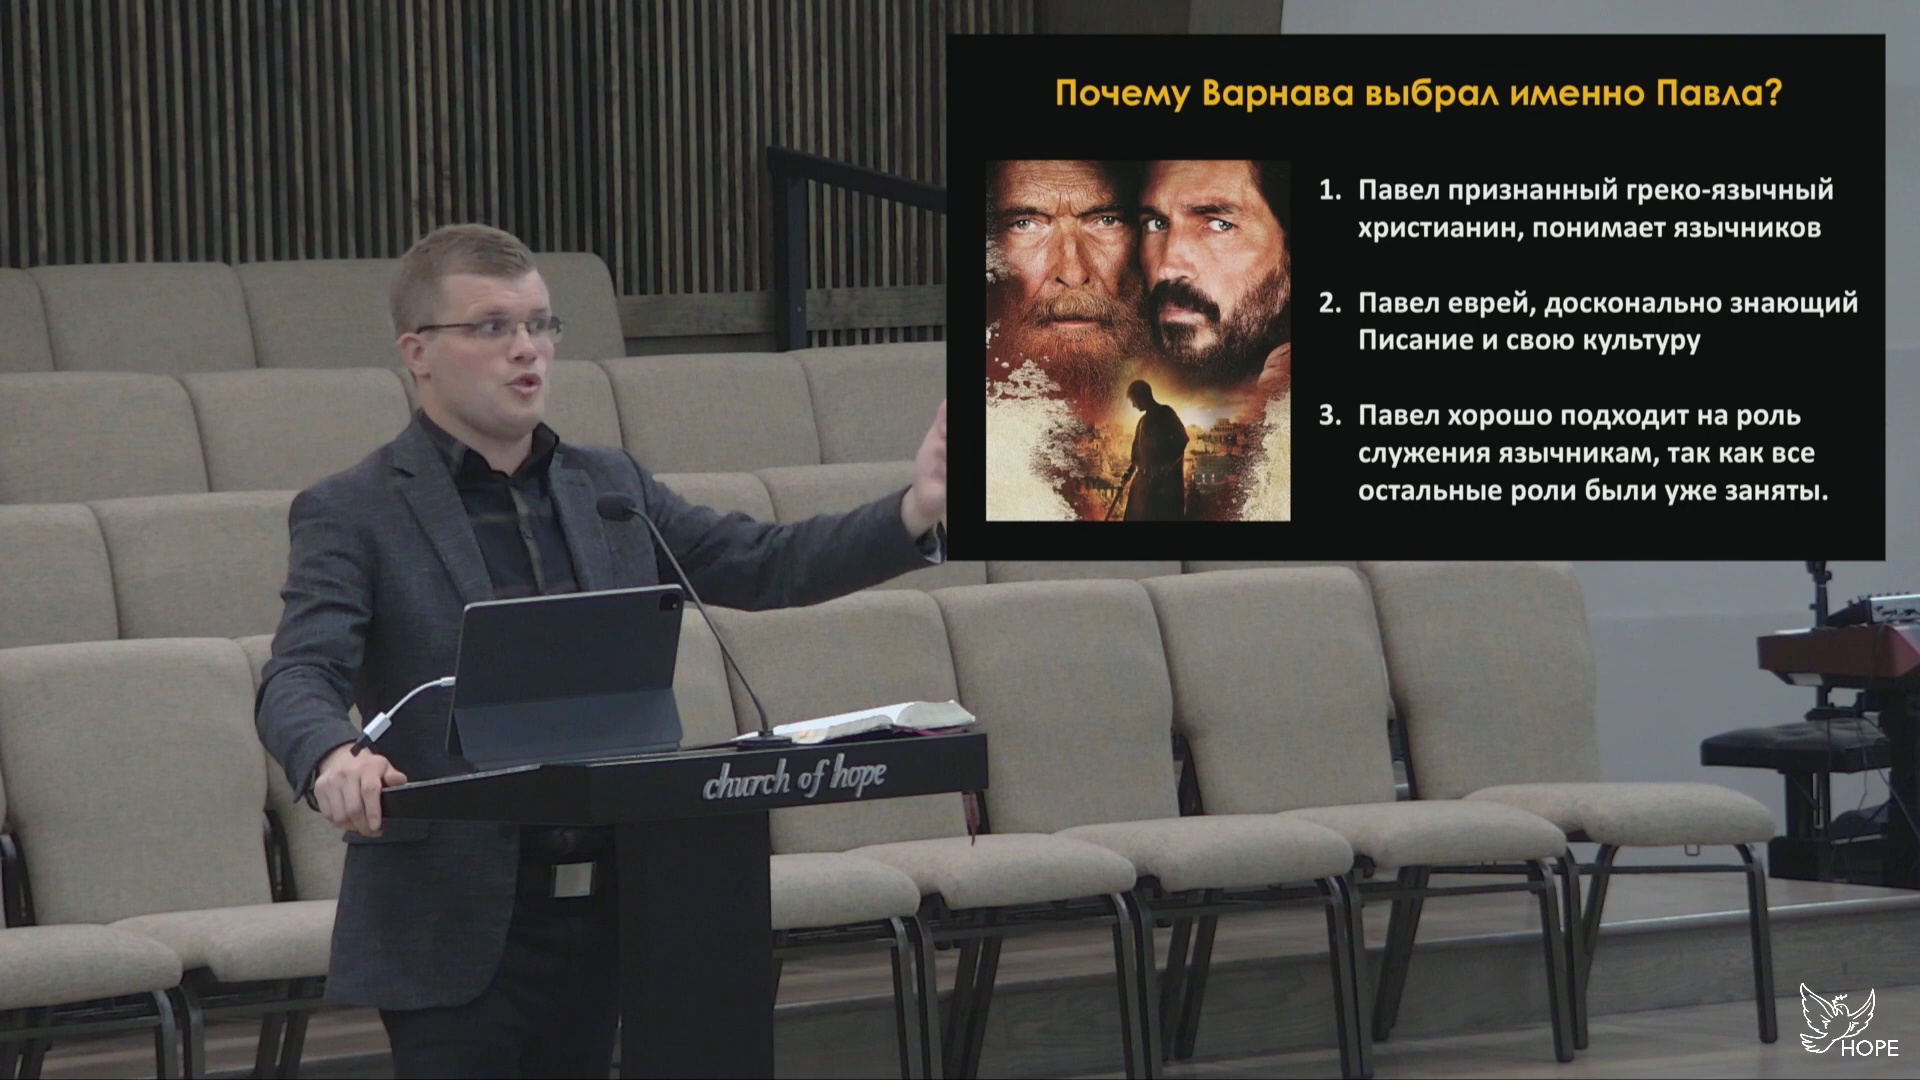 Почему Варнава выбрал именно Павла?
1. Павел признанный греко-язычный
христианин, понимает язычников
2. Павел еврей, досконально знающий
Писание и свою культуру
3. Павел хорошо подходит на роль
служения язычникам, так как все
остальные роли были уже заняты.
church of hope
HOPE